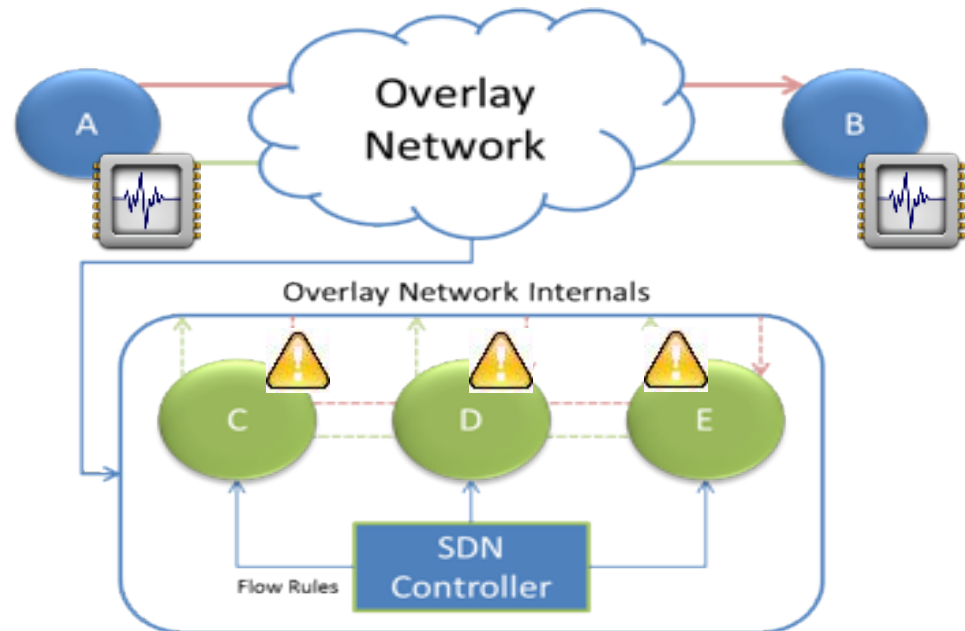 Overlay
Network
A
B
Overlay Network Internals
C
D
E
SDN
Controller
Flow Rules